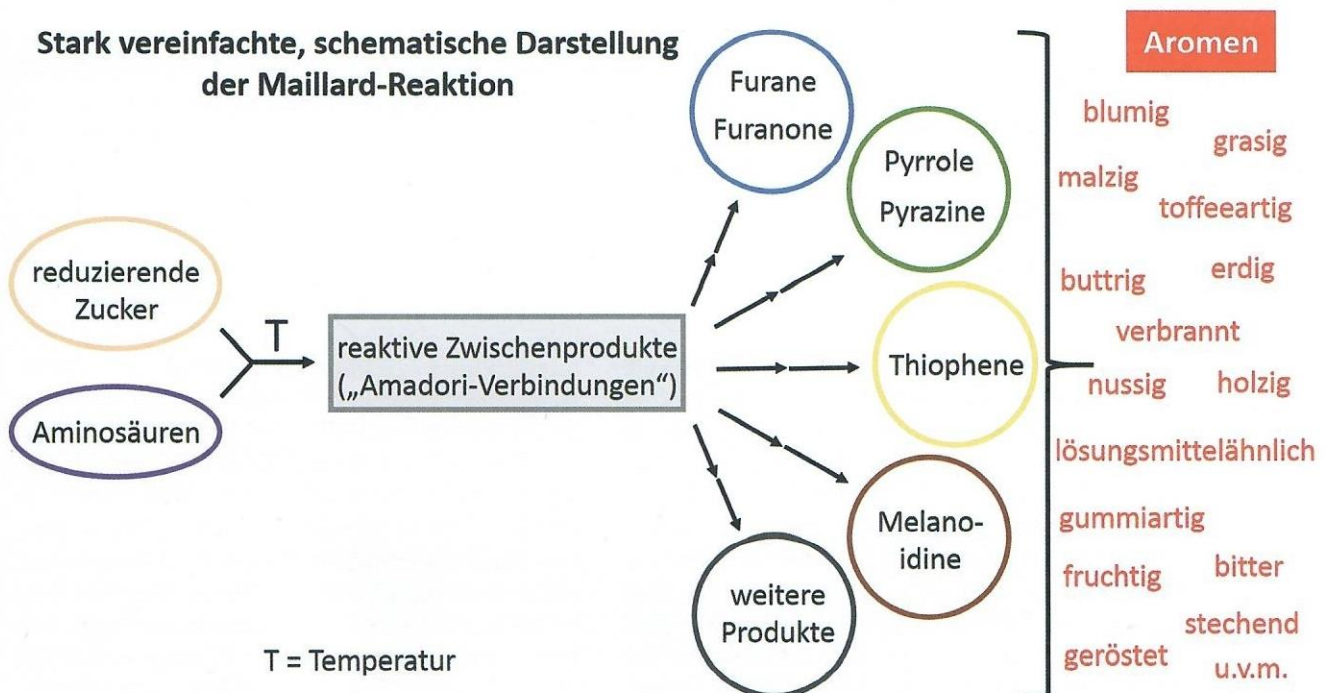 Stark vereinfachte, schematische Darstellung
der Maillard-Reaktion
reduzierende
Zucker
Aminosäuren
T
reaktive Zwischenprodukte
(„Amadori-Verbindungen“)
Furane
Furanone
Pyrrole
Pyrazine
Thiophene
Melano-
idine
weitere
Produkte
T = Temperatur
Aromen
blumig
grasig
malzig
toffeeartig
buttrig
erdig
verbrannt
nussig
holzig
lösungsmittelähnlich
gummiartig
fruchtig
bitter
stechend
geröstet
u.v.m.